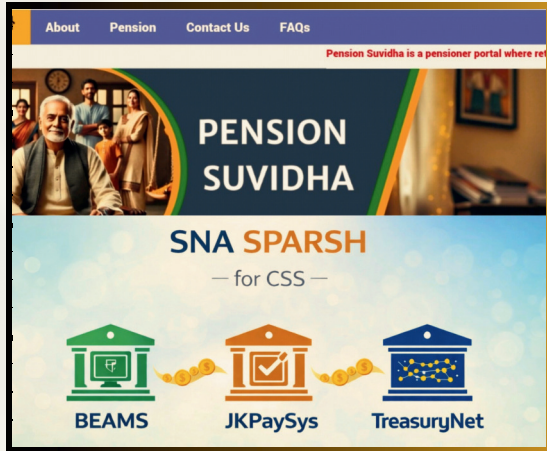 About Pension Contact Us FAQs
Pension Suvidha is a pensioner portal where ret
PENSION
SUVIDHA
SNA SPARSH
— for CSS —
BEAMS JKPaySys TreasuryNet